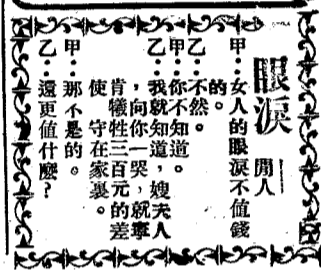 眼淚
閒人
甲：女人的眼淚不值錢
的。
乙：不然。
甲：你不知道。
乙：我就知道，嫂夫人
，向你一哭，就寧
肯犧牲三百元的差
使，守在家裏。
甲：那不是的。
乙：還更值什麼？